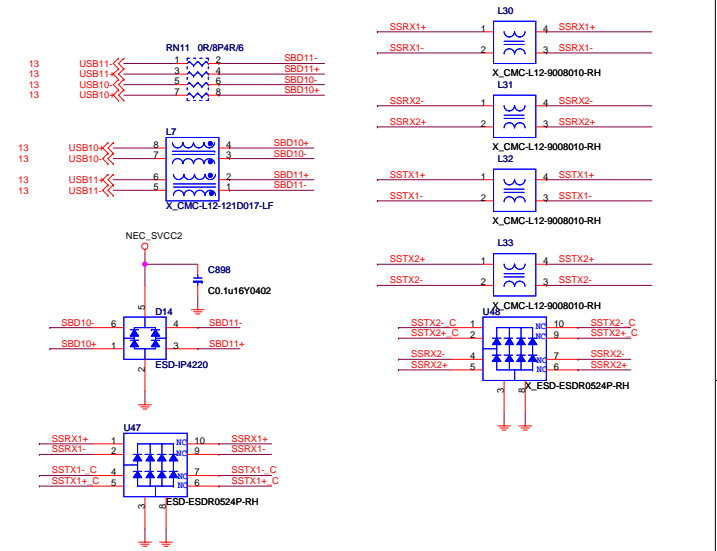 RN11 0R/8P4R/6
13 USB11- 1 2 SBD11-
13 USB11+ 3 4 SBD11+
13 USB10- 5 6 SBD10-
13 USB10+ 7 8 SBD10+
L7
13 USB10+ 8 4 SBD10+
13 USB10- 7 3 SBD10-
13 USB11+ 6 2 SBD11+
13 USB11- 5 1 SBD11-
X_CMC-L12-121D017-LF
NEC_SVCC2
C898
C0.1u16Y0402
5 D14
SBD10- 6 4 SBD11-
SBD10+ 1 3 SBD11+
2 ESD-IP4220
U47
SSRX1+ 1 NC 10 SSRX1+
SSRX1- 2 NC 9 SSRX1-
SSTX1-_C 4 NC 7 SSTX1-_C
SSTX1+_C 5 NC 6 SSTX1+_C
3 8 ESD-ESDR0524P-RH
L30
SSRX1+ 1 4 SSRX1+
SSRX1- 2 3 SSRX1-
X_CMC-L12-9008010-RH
L31
SSRX2- 1 4 SSRX2-
SSRX2+ 2 3 SSRX2+
X_CMC-L12-9008010-RH
L32
SSTX1+ 1 4 SSTX1+
SSTX1- 2 3 SSTX1-
X_CMC-L12-9008010-RH
L33
SSTX2+ 1 4 SSTX2+
SSTX2- 2 3 SSTX2-
X_CMC-L12-9008010-RH
U48
SSTX2-_C 1 NC 10 SSTX2-_C
SSTX2+_C 2 NC 9 SSTX2+_C
SSRX2- 4 NC 7 SSRX2-
SSRX2+ 5 NC 6 SSRX2+
3 8 X_ESD-ESDR0524P-RH